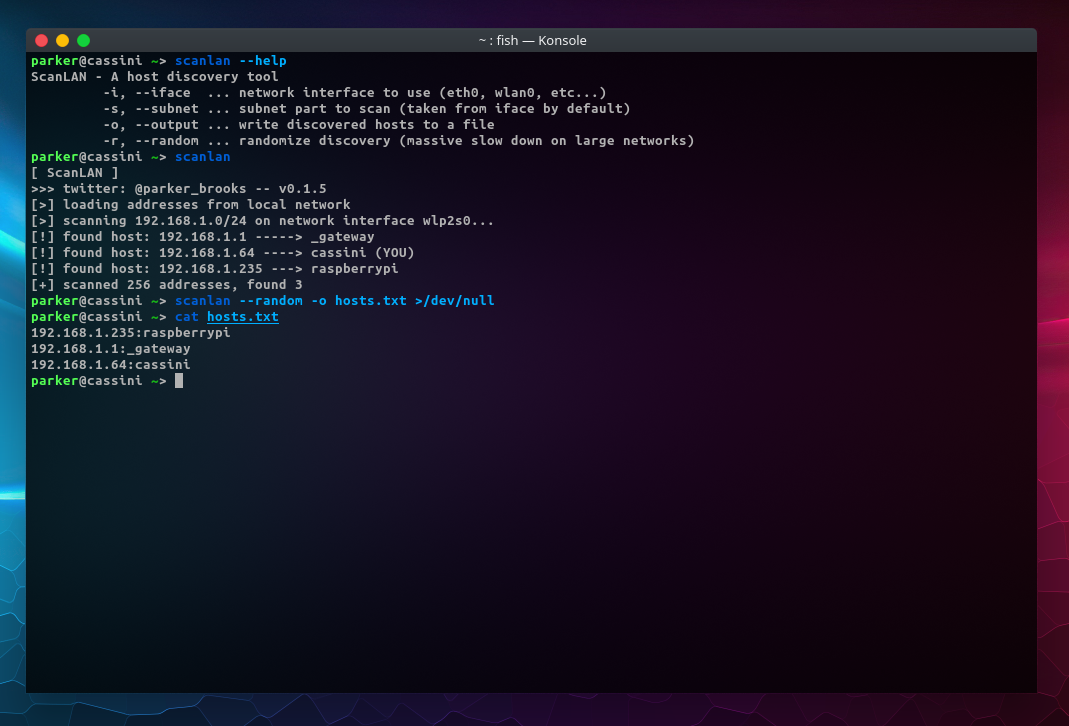 ~ : fish — Konsole
parker@cassini ~> scanlan --help
ScanLAN - A host discovery tool
         -i, --iface  ... network interface to use (eth0, wlan0, etc...)
         -s, --subnet ... subnet part to scan (taken from iface by default)
         -o, --output ... write discovered hosts to a file
         -r, --random ... randomize discovery (massive slow down on large networks)
parker@cassini ~> scanlan
[ ScanLAN ]
>>> twitter: @parker_brooks -- v0.1.5
[>] loading addresses from local network
[>] scanning 192.168.1.0/24 on network interface wlp2s0...
[!] found host: 192.168.1.1 -----> _gateway
[!] found host: 192.168.1.64 ----> cassini (YOU)
[!] found host: 192.168.1.235 ---> raspberrypi
[+] scanned 256 addresses, found 3
parker@cassini ~> scanlan --random -o hosts.txt >/dev/null
parker@cassini ~> cat hosts.txt
192.168.1.235:raspberrypi
192.168.1.1:_gateway
192.168.1.64:cassini
parker@cassini ~>